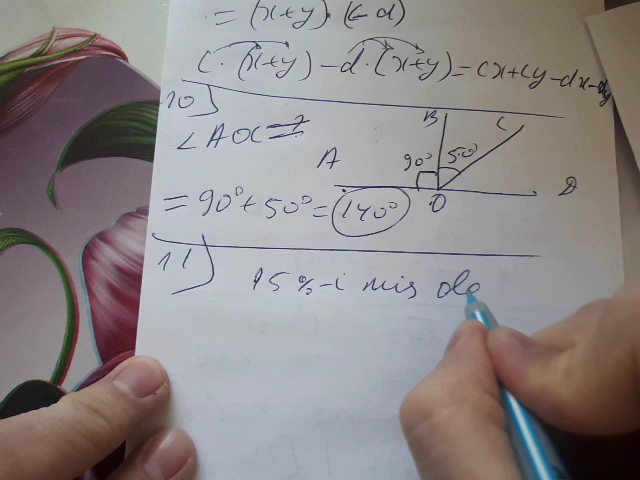 = (x+y) · (c-d)
c · (x+y) - d · (x+y) = cx+cy-dx-dy
10)
∠AOC = ?
A B C D O 90° 50°
= 90° + 50° = 140°
11)
15 %-i mis de